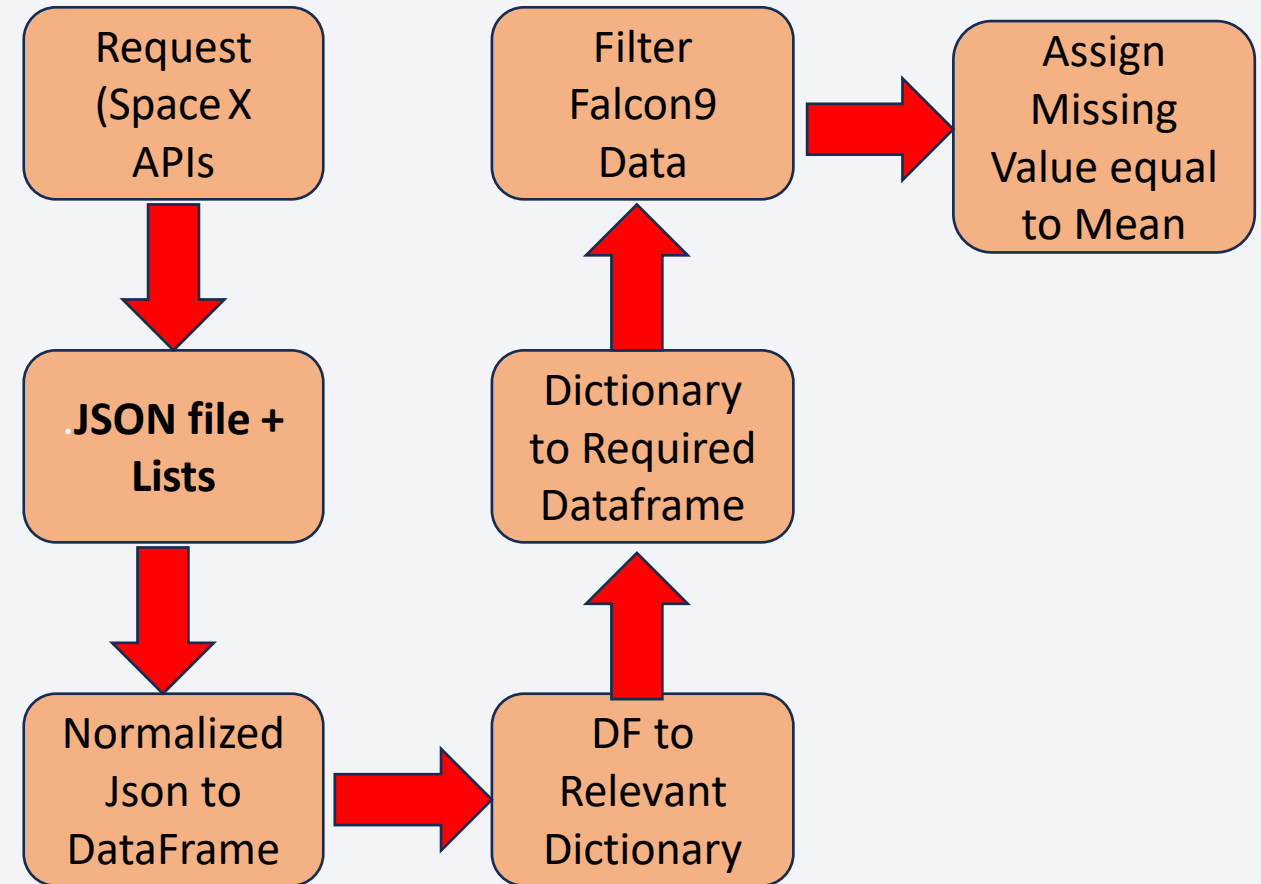 Request
(Space X
APIs
.JSON file +
Lists
Normalized
Json to
DataFrame
DF to
Relevant
Dictionary
Dictionary
to Required
Dataframe
Filter
Falcon9
Data
Assign
Missing
Value equal
to Mean